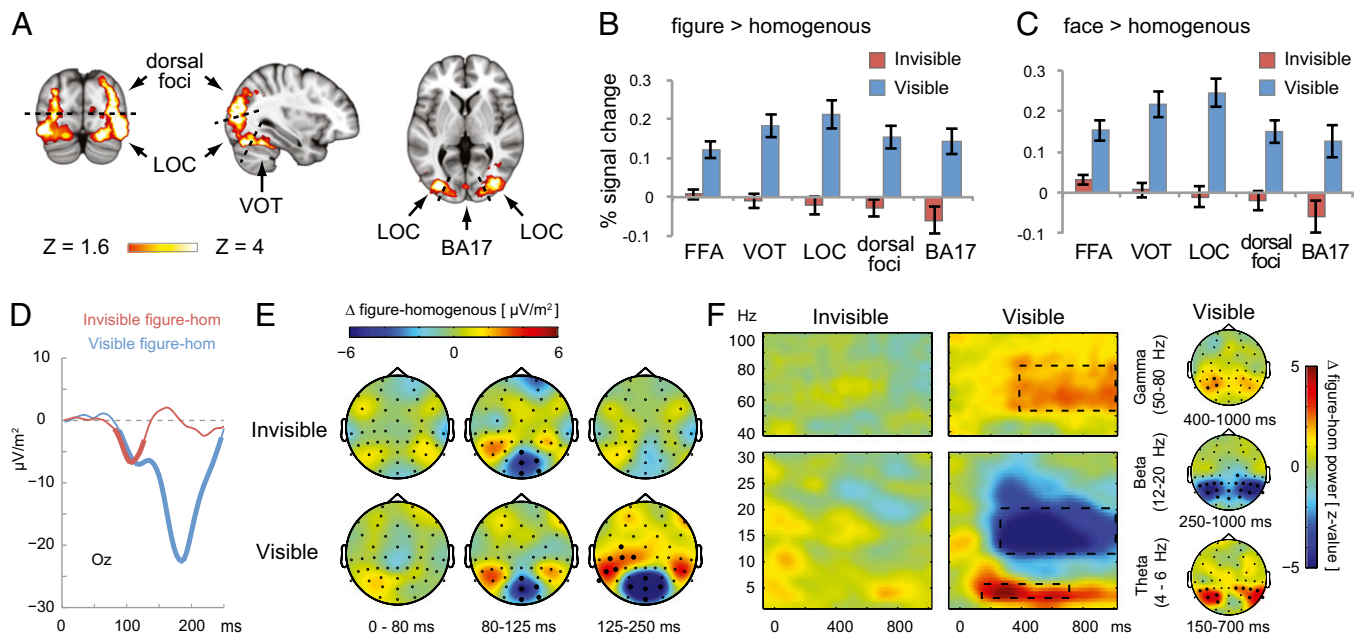 A
dorsal
foci
LOC
VOT
LOC
BA17
LOC
Z = 1.6
Z = 4
B
figure > homogenous
Invisible
Visible
% signal change
0.3
0.2
0.1
0
-0.1
FFA
VOT
LOC
dorsal
foci
BA17
C
face > homogenous
Invisible
Visible
0.3
0.2
0.1
0
-0.1
FFA
VOT
LOC
dorsal
foci
BA17
D
Invisible figure-hom
Visible figure-hom
µV/m²
10
0
−10
−20
−30
Oz
0
100
200
ms
E
Δ figure-homogenous [ µV/m² ]
−6
0
6
Invisible
Visible
0 - 80 ms
80-125 ms
125-250 ms
F
Hz
Invisible
Visible
100
80
60
40
30
25
20
15
10
5
0
400
800
ms
0
400
800
ms
Visible
Gamma
(50-80 Hz)
400-1000 ms
Beta
(12-20 Hz)
250-1000 ms
Theta
(4 - 6 Hz)
150-700 ms
5
0
−5
Δ figure-hom power [ z-value ]